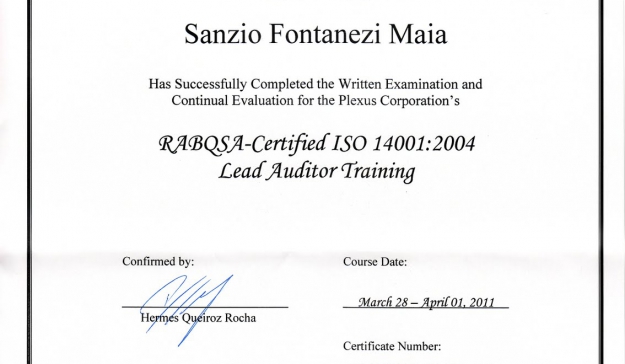 Sanzio Fontanezi Maia
Has Successfully Completed the Written Examination and
Continual Evaluation for the Plexus Corporation's
RABQSA-Certified ISO 14001:2004
Lead Auditor Training
Confirmed by:
Course Date:
March 28 – April 01, 2011
Hermes Queiroz Rocha
Certificate Number: